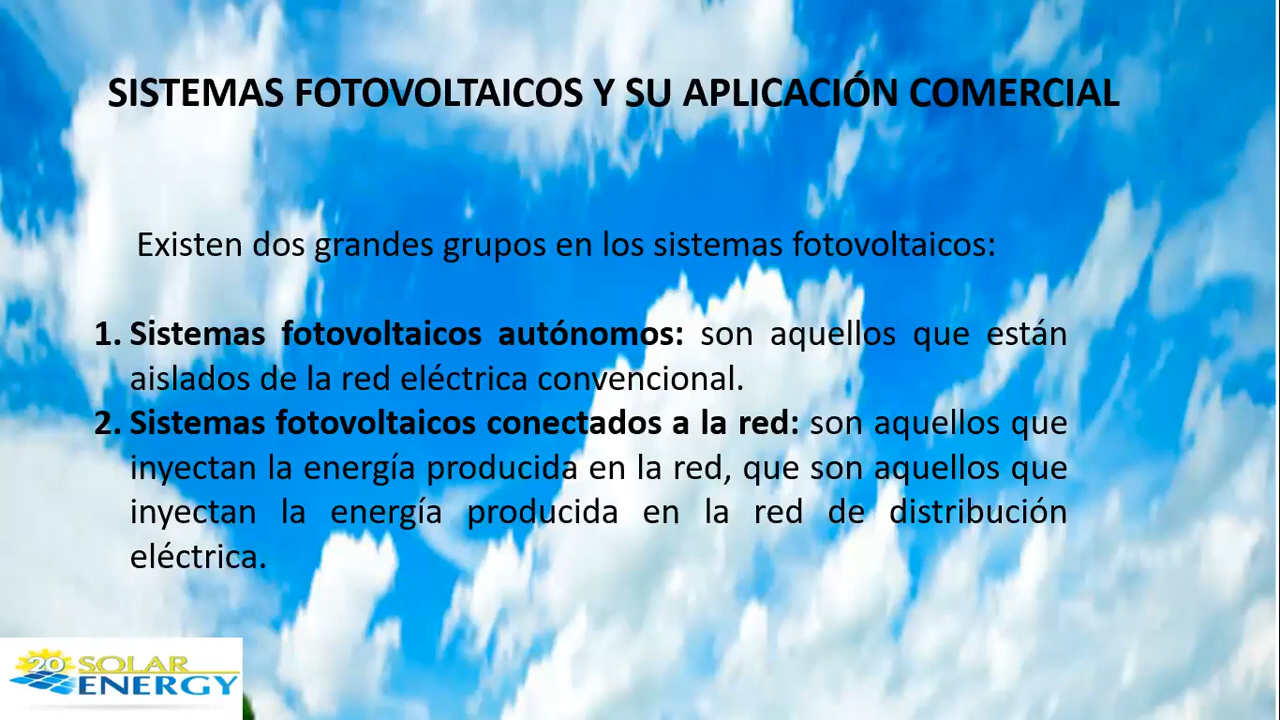 SISTEMAS FOTOVOLTAICOS Y SU APLICACIÓN COMERCIAL
Existen dos grandes grupos en los sistemas fotovoltaicos:
1. Sistemas fotovoltaicos autónomos: son aquellos que están
aislados de la red eléctrica convencional.
2. Sistemas fotovoltaicos conectados a la red: son aquellos que
inyectan la energía producida en la red, que son aquellos que
inyectan la energía producida en la red de distribución
eléctrica.
20 SOLAR
ENERGY